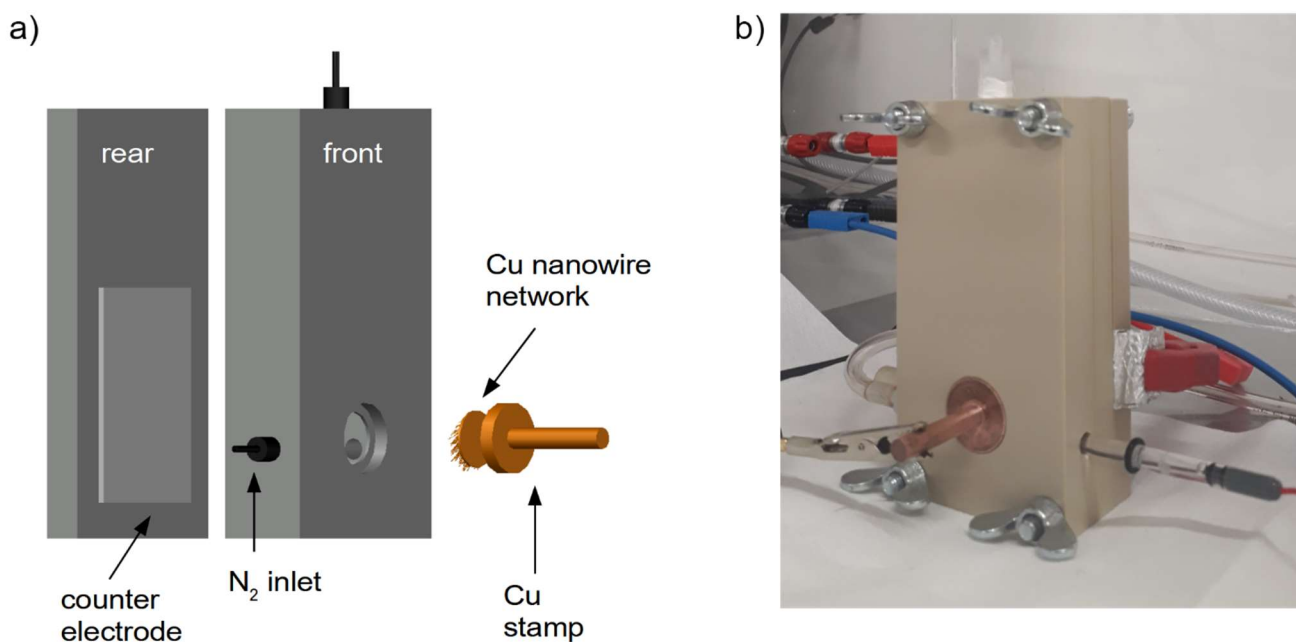 a)
b)
rear
front
Cu nanowire
network
N₂ inlet
counter
electrode
Cu
stamp